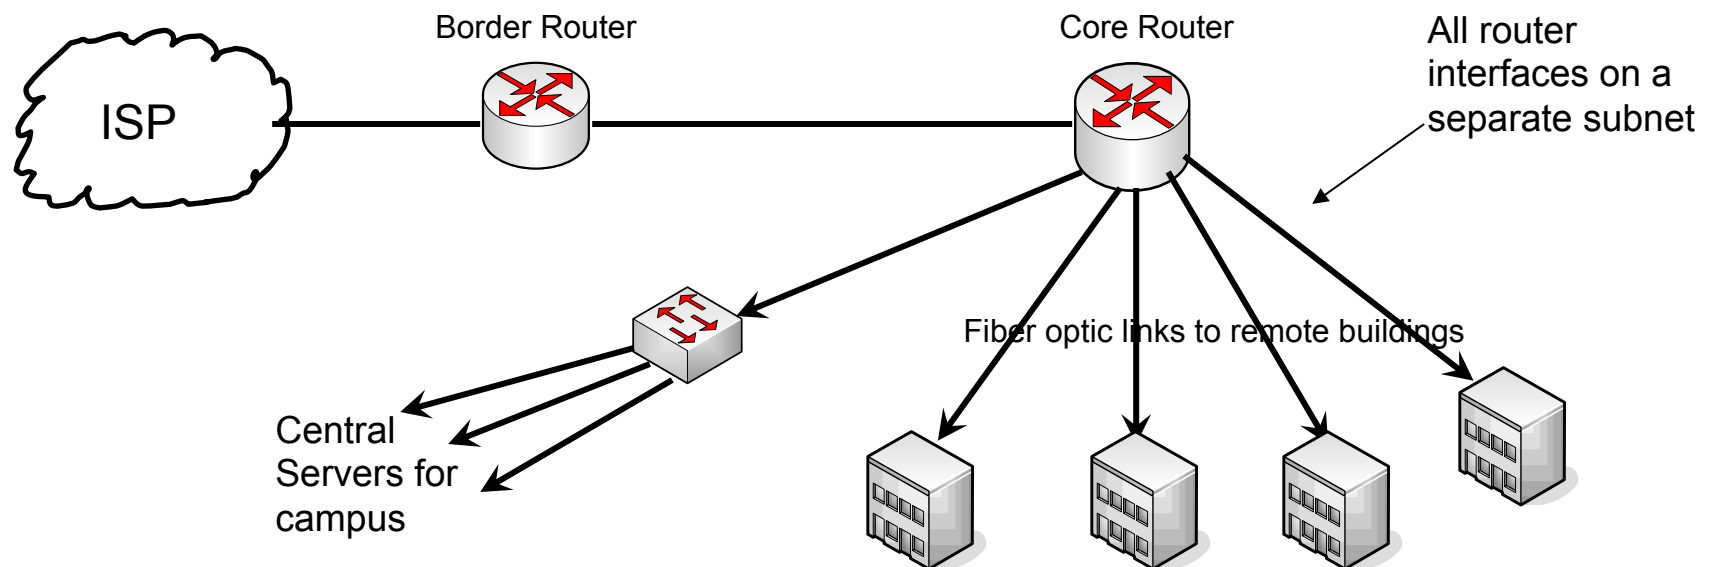 Border Router
Core Router
All router
interfaces on a
separate subnet
ISP
Fiber optic links to remote buildings
Central
Servers for
campus